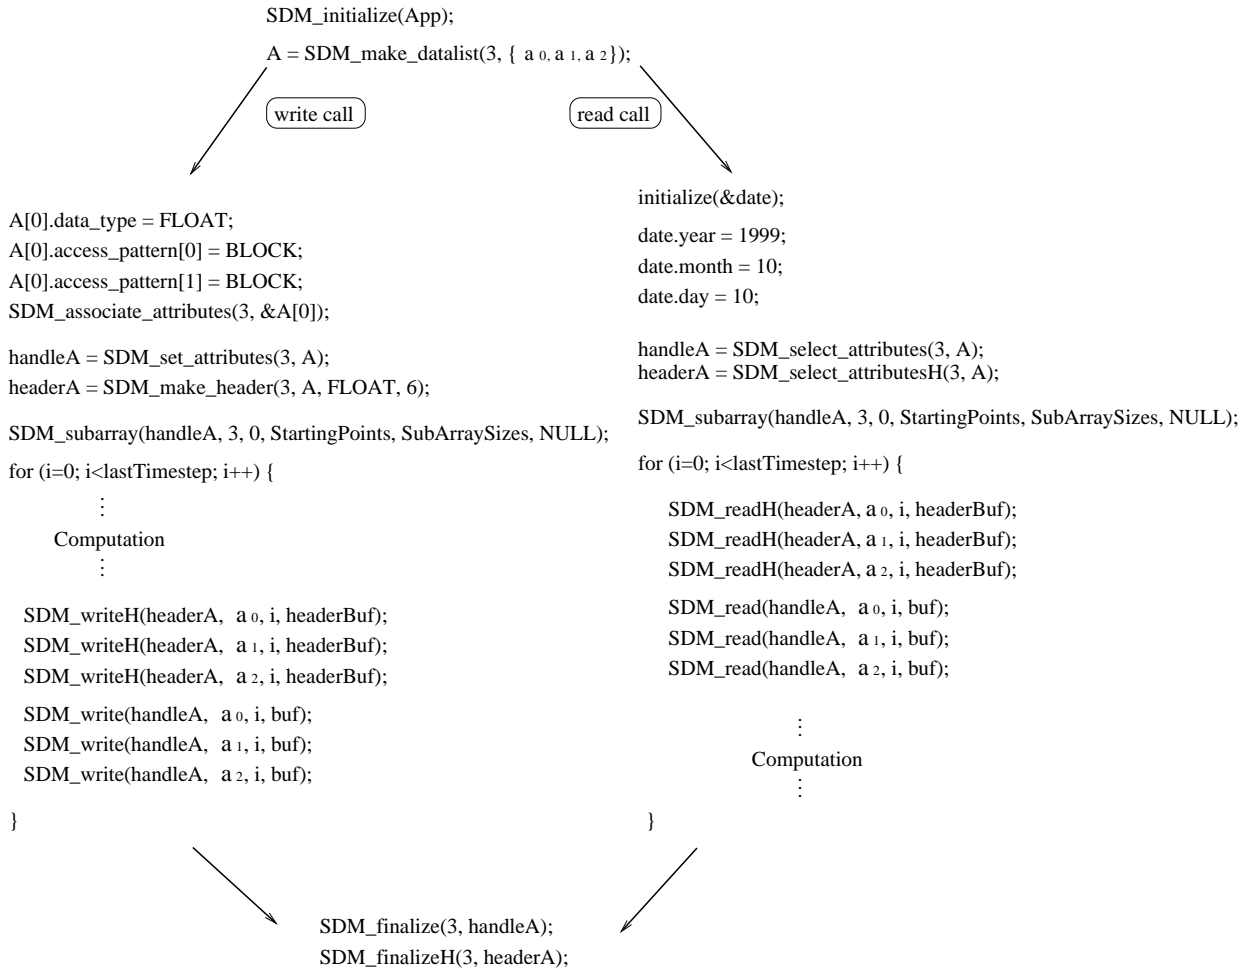 SDM_initialize(App);
A = SDM_make_datalist(3, { a 0, a 1, a 2});
write call
read call
A[0].data_type = FLOAT;
A[0].access_pattern[0] = BLOCK;
A[0].access_pattern[1] = BLOCK;
SDM_associate_attributes(3, &A[0]);
handleA = SDM_set_attributes(3, A);
headerA = SDM_make_header(3, A, FLOAT, 6);
SDM_subarray(handleA, 3, 0, StartingPoints, SubArraySizes, NULL);
for (i=0; i<lastTimestep; i++) {
⋮
Computation
⋮
SDM_writeH(headerA, a 0, i, headerBuf);
SDM_writeH(headerA, a 1, i, headerBuf);
SDM_writeH(headerA, a 2, i, headerBuf);
SDM_write(handleA, a 0, i, buf);
SDM_write(handleA, a 1, i, buf);
SDM_write(handleA, a 2, i, buf);
}
initialize(&date);
date.year = 1999;
date.month = 10;
date.day = 10;
handleA = SDM_select_attributes(3, A);
headerA = SDM_select_attributesH(3, A);
SDM_subarray(handleA, 3, 0, StartingPoints, SubArraySizes, NULL);
for (i=0; i<lastTimestep; i++) {
SDM_readH(headerA, a 0, i, headerBuf);
SDM_readH(headerA, a 1, i, headerBuf);
SDM_readH(headerA, a 2, i, headerBuf);
SDM_read(handleA, a 0, i, buf);
SDM_read(handleA, a 1, i, buf);
SDM_read(handleA, a 2, i, buf);
⋮
Computation
⋮
}
SDM_finalize(3, handleA);
SDM_finalizeH(3, headerA);